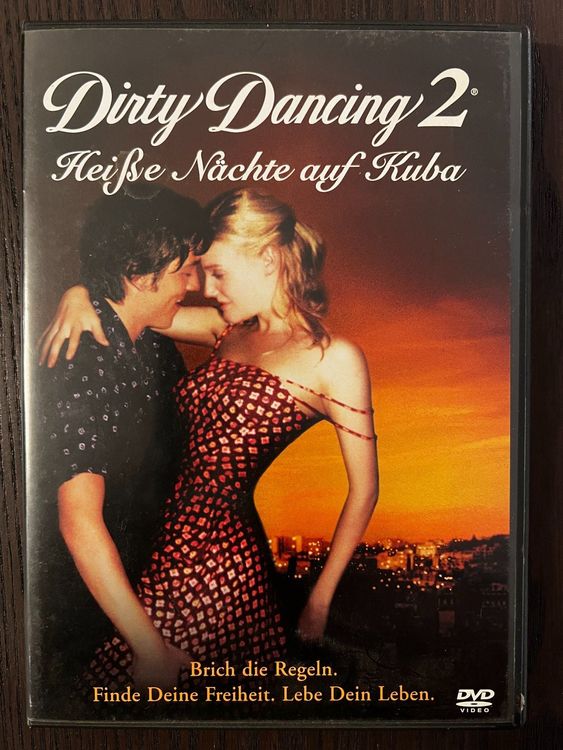 Dirty Dancing 2®
Heiße Nächte auf Kuba
Brich die Regeln.
Finde Deine Freiheit. Lebe Dein Leben.
DVD
VIDEO